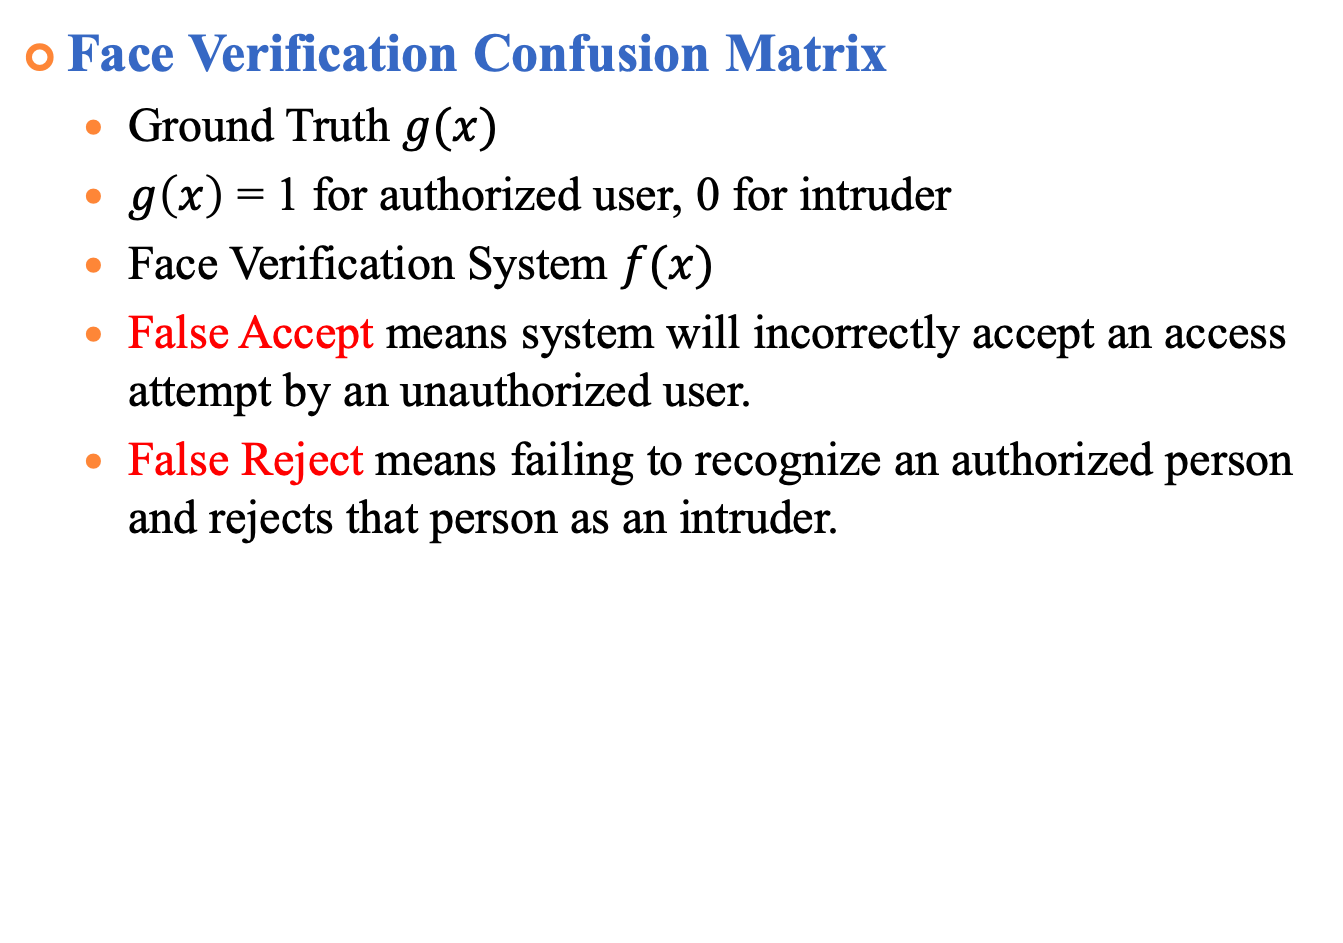 Face Verification Confusion Matrix
Ground Truth g(x)
g(x) = 1 for authorized user, 0 for intruder
Face Verification System f(x)
False Accept means system will incorrectly accept an access
attempt by an unauthorized user.
False Reject means failing to recognize an authorized person
and rejects that person as an intruder.